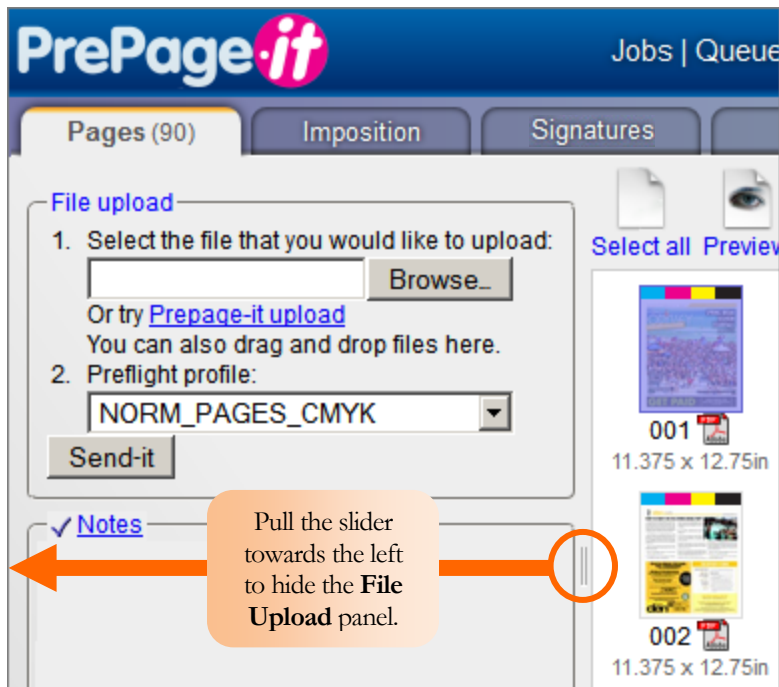 PrePage-it
Jobs | Queue
Pages (90)
Imposition
Signatures
File upload
1. Select the file that you would like to upload:
Browse...
Or try Prepage-it upload
You can also drag and drop files here.
2. Preflight profile:
NORM_PAGES_CMYK
Send-it
Notes
Pull the slider
towards the left
to hide the File
Upload panel.
Select all
Preview
GET PAID
001
11.375 x 12.75in
den
002
11.375 x 12.75in